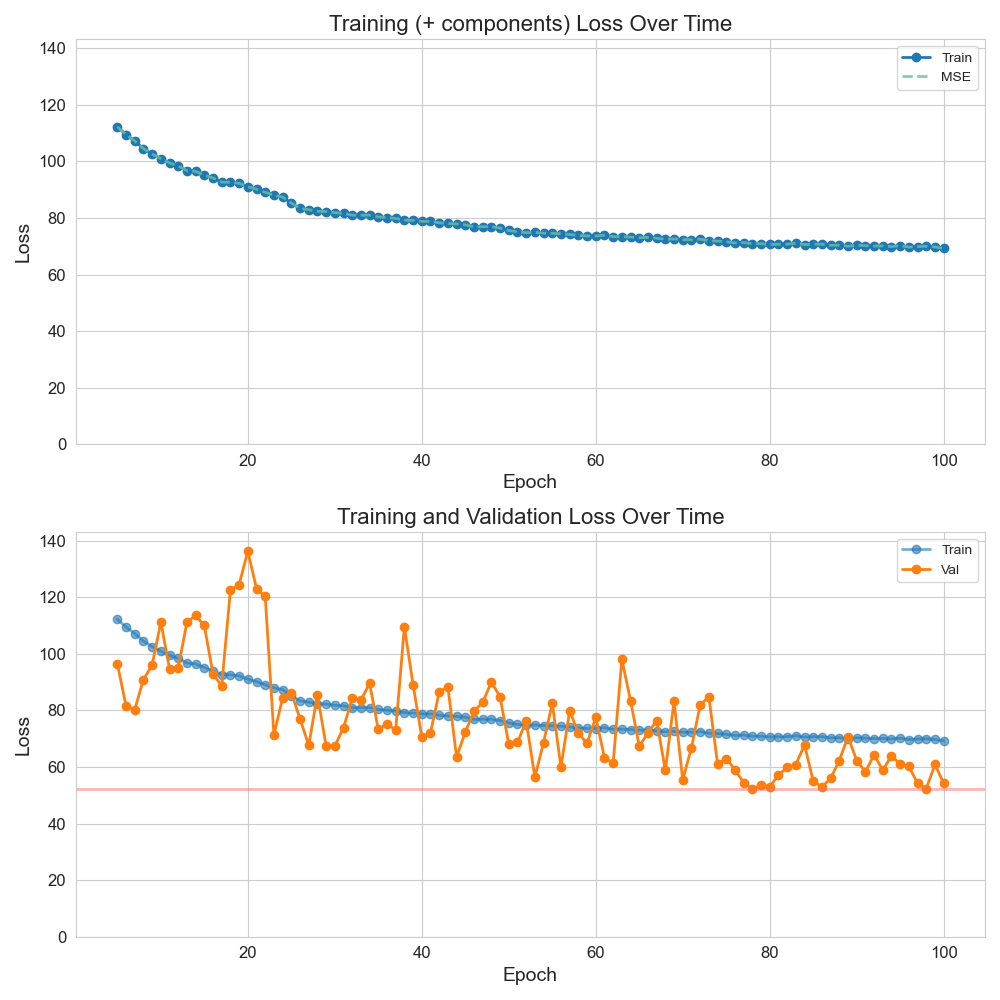 Training (+ components) Loss Over Time
Train
MSE
140
120
100
80
60
40
20
0
Loss
20 40 60 80 100
Epoch
Training and Validation Loss Over Time
Train
Val
140
120
100
80
60
40
20
0
Loss
20 40 60 80 100
Epoch